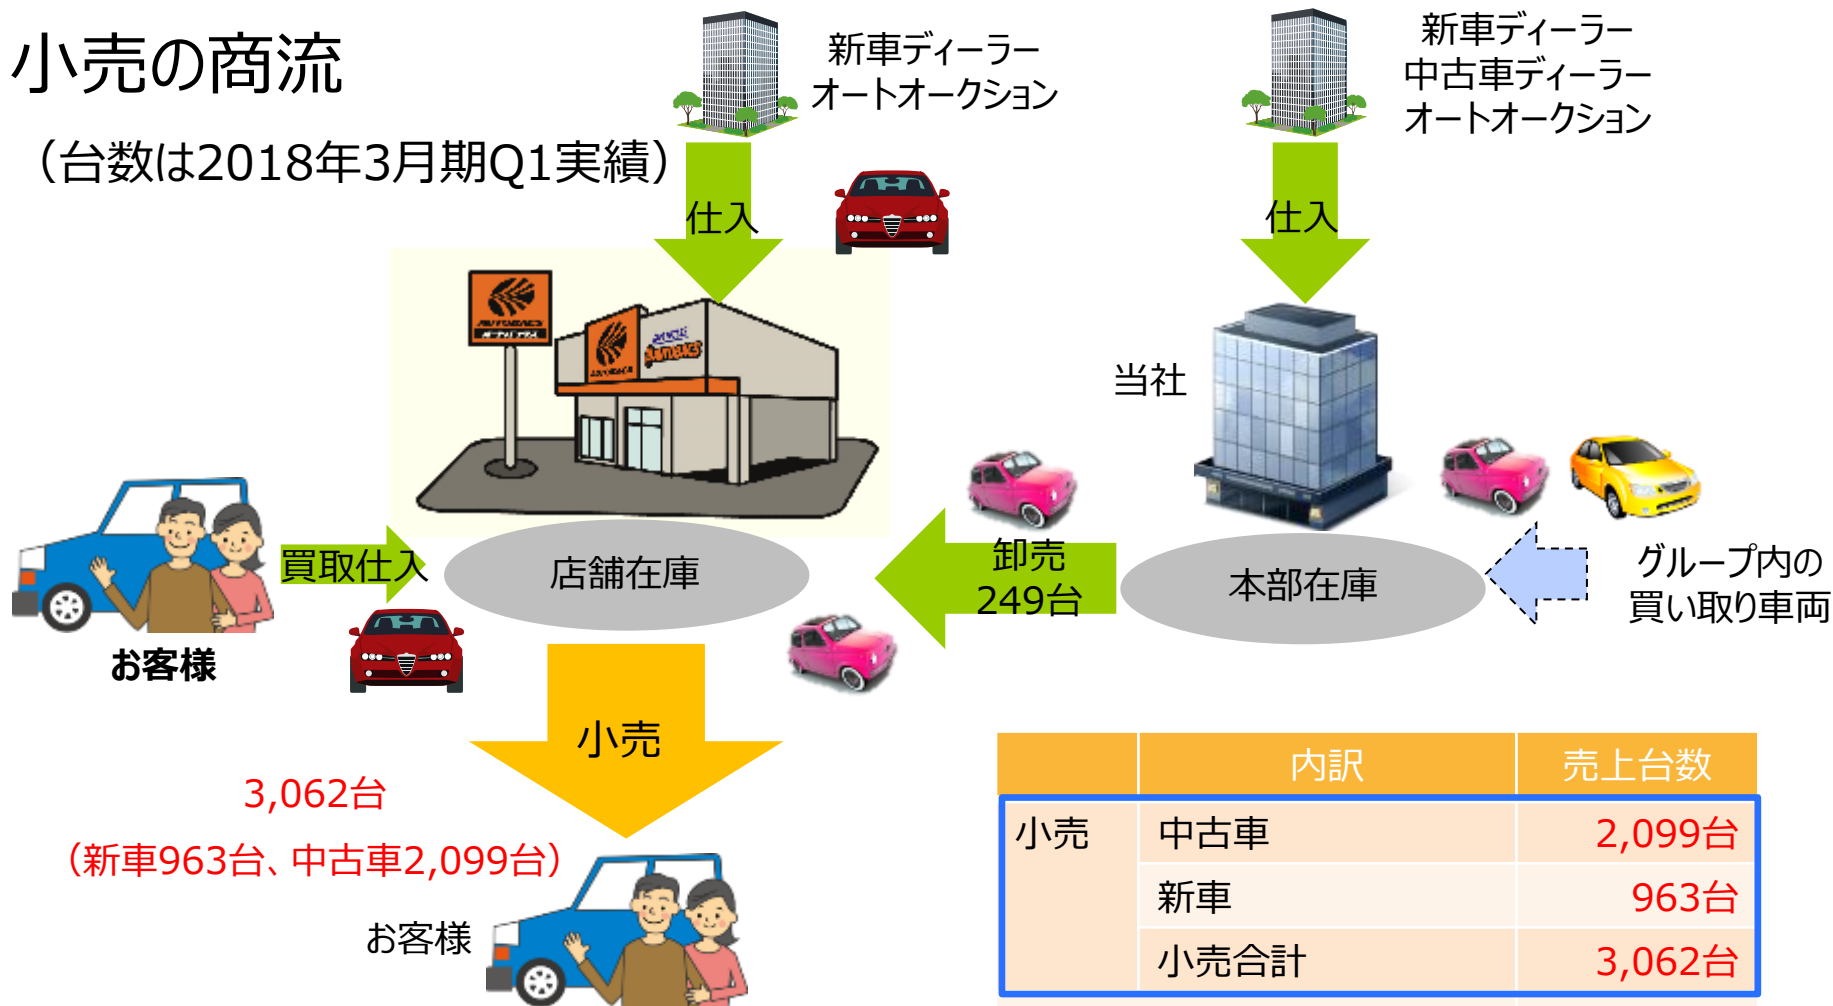 小売の商流
（台数は2018年3月期Q1実績）
新車ディーラー
オートオークション
新車ディーラー
中古車ディーラー
オートオークション
仕入
仕入
AUTOBACS
AUTOBACS
当社
買取仕入
店舗在庫
卸売
249台
本部在庫
グループ内の
買い取り車両
お客様
小売
3,062台
（新車963台、中古車2,099台）
お客様
内訳 売上台数
小売 中古車 2,099台
新車 963台
小売合計 3,062台